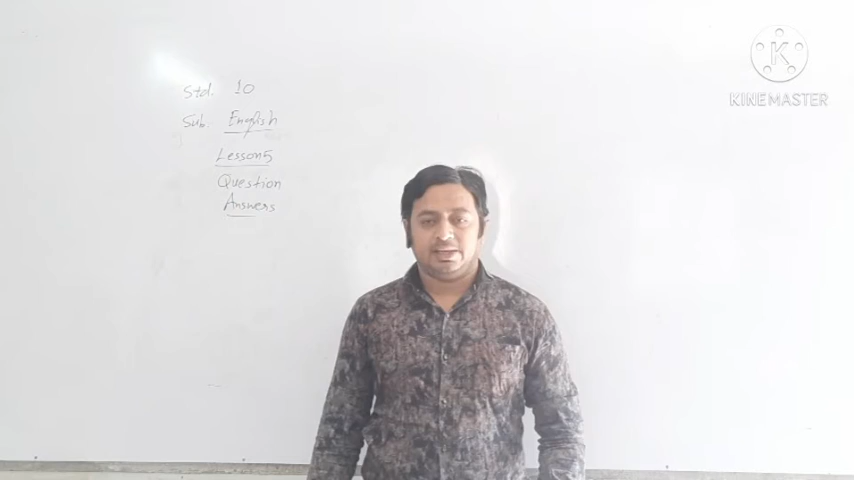 Std. 10
Sub. English
Lesson 5
Question
Answers
KINEMASTER